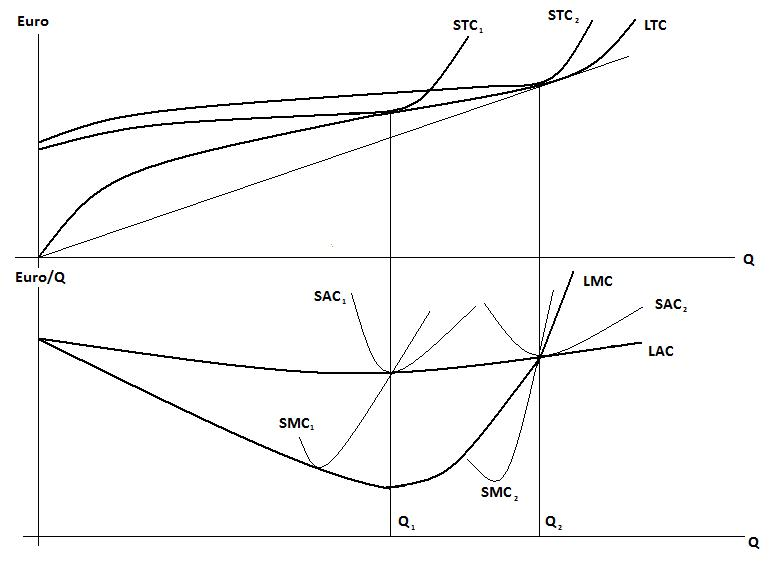 Euro
STC1
STC2
LTC
Q
Euro/Q
SAC1
LMC
SAC2
LAC
SMC1
SMC2
Q1
Q2
Q